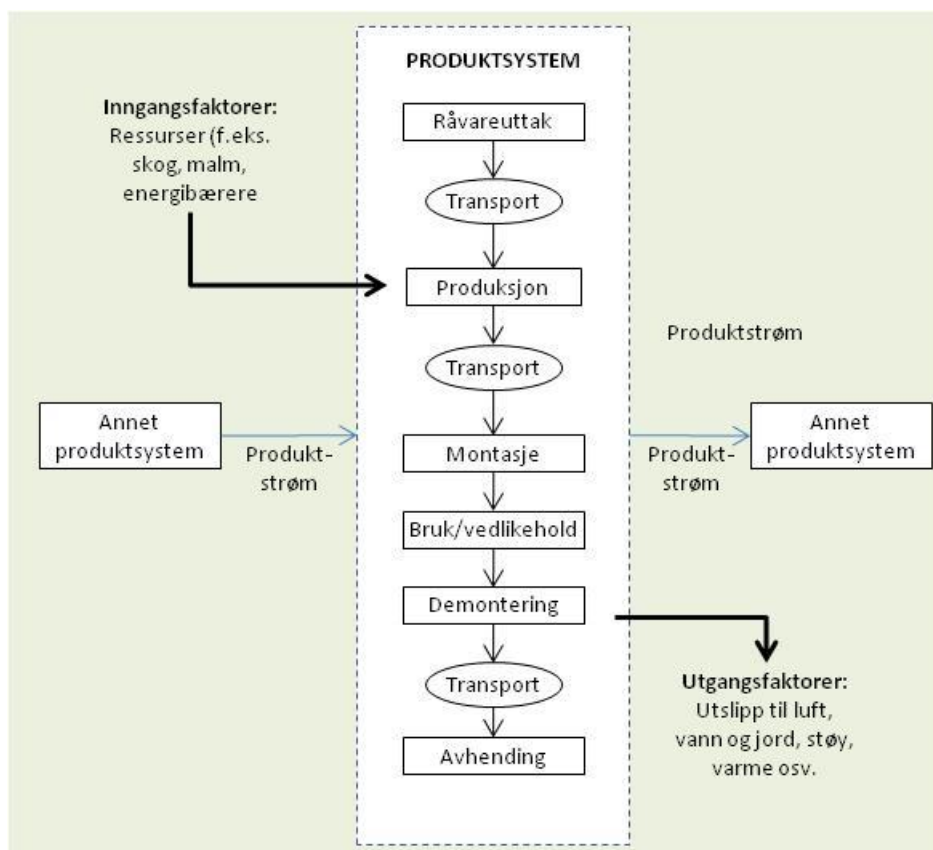 PRODUKTSYSTEM
Inngangsfaktorer:
Ressurser (f.eks.
skog, malm,
energibærere
Råvareuttak
Transport
Produksjon
Transport
Produktstrøm
Annet
produktsystem
Produkt-
strøm
Montasje
Produkt-
strøm
Annet
produktsystem
Bruk/vedlikehold
Demontering
Transport
Avhending
Utgangsfaktorer:
Utslipp til luft,
vann og jord, støy,
varme osv.